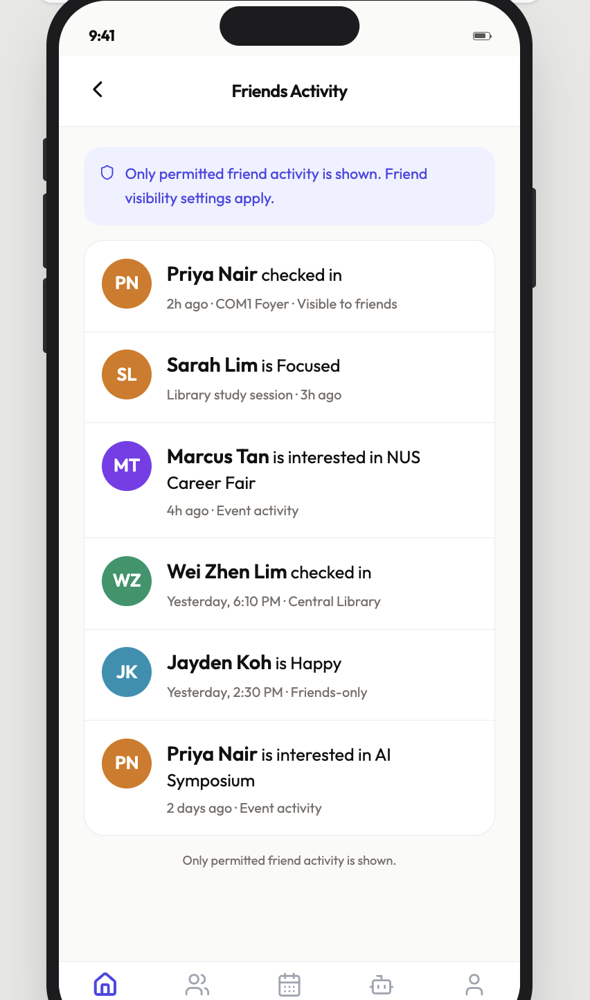 9:41
Friends Activity
Only permitted friend activity is shown. Friend
visibility settings apply.
PN
Priya Nair checked in
2h ago · COM1 Foyer · Visible to friends
SL
Sarah Lim is Focused
Library study session · 3h ago
MT
Marcus Tan is interested in NUS
Career Fair
4h ago · Event activity
WZ
Wei Zhen Lim checked in
Yesterday, 6:10 PM · Central Library
JK
Jayden Koh is Happy
Yesterday, 2:30 PM · Friends-only
PN
Priya Nair is interested in AI
Symposium
2 days ago · Event activity
Only permitted friend activity is shown.